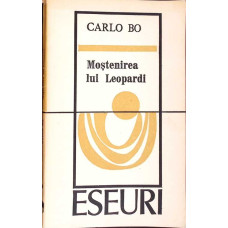 CARLO BO
Moştenirea
lui Leopardi
ESEURI